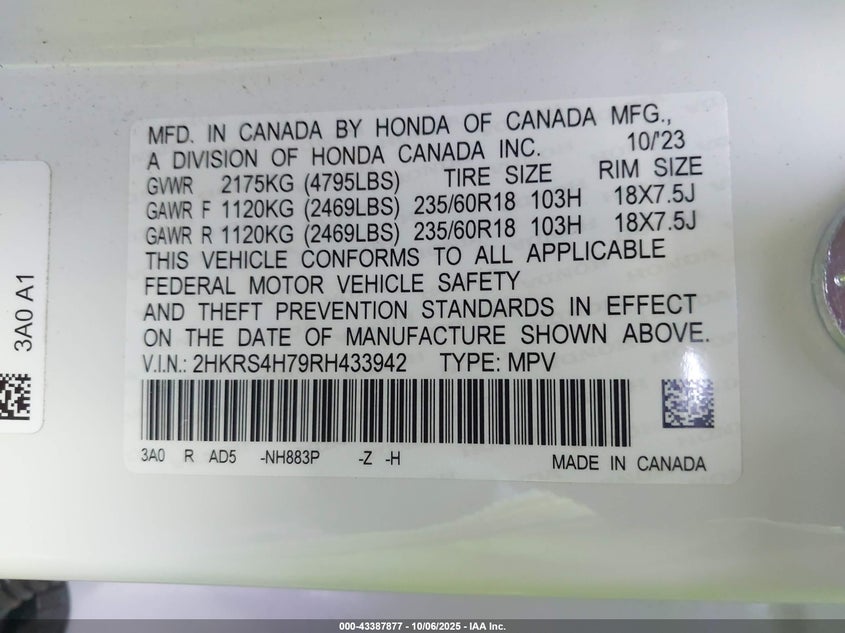 MFD. IN CANADA BY HONDA OF CANADA MFG.,
A DIVISION OF HONDA CANADA INC. 10/'23
GVWR 2175KG (4795LBS) TIRE SIZE RIM SIZE
GAWR F 1120KG (2469LBS) 235/60R18 103H 18X7.5J
GAWR R 1120KG (2469LBS) 235/60R18 103H 18X7.5J
THIS VEHICLE CONFORMS TO ALL APPLICABLE
FEDERAL MOTOR VEHICLE SAFETY
AND THEFT PREVENTION STANDARDS IN EFFECT
ON THE DATE OF MANUFACTURE SHOWN ABOVE.
V.I.N.: 2HKRS4H79RH433942 TYPE: MPV
3A0 R AD5 -NH883P -Z -H MADE IN CANADA
3A0 A1
000-43387877 - 10/06/2025 - IAA Inc.